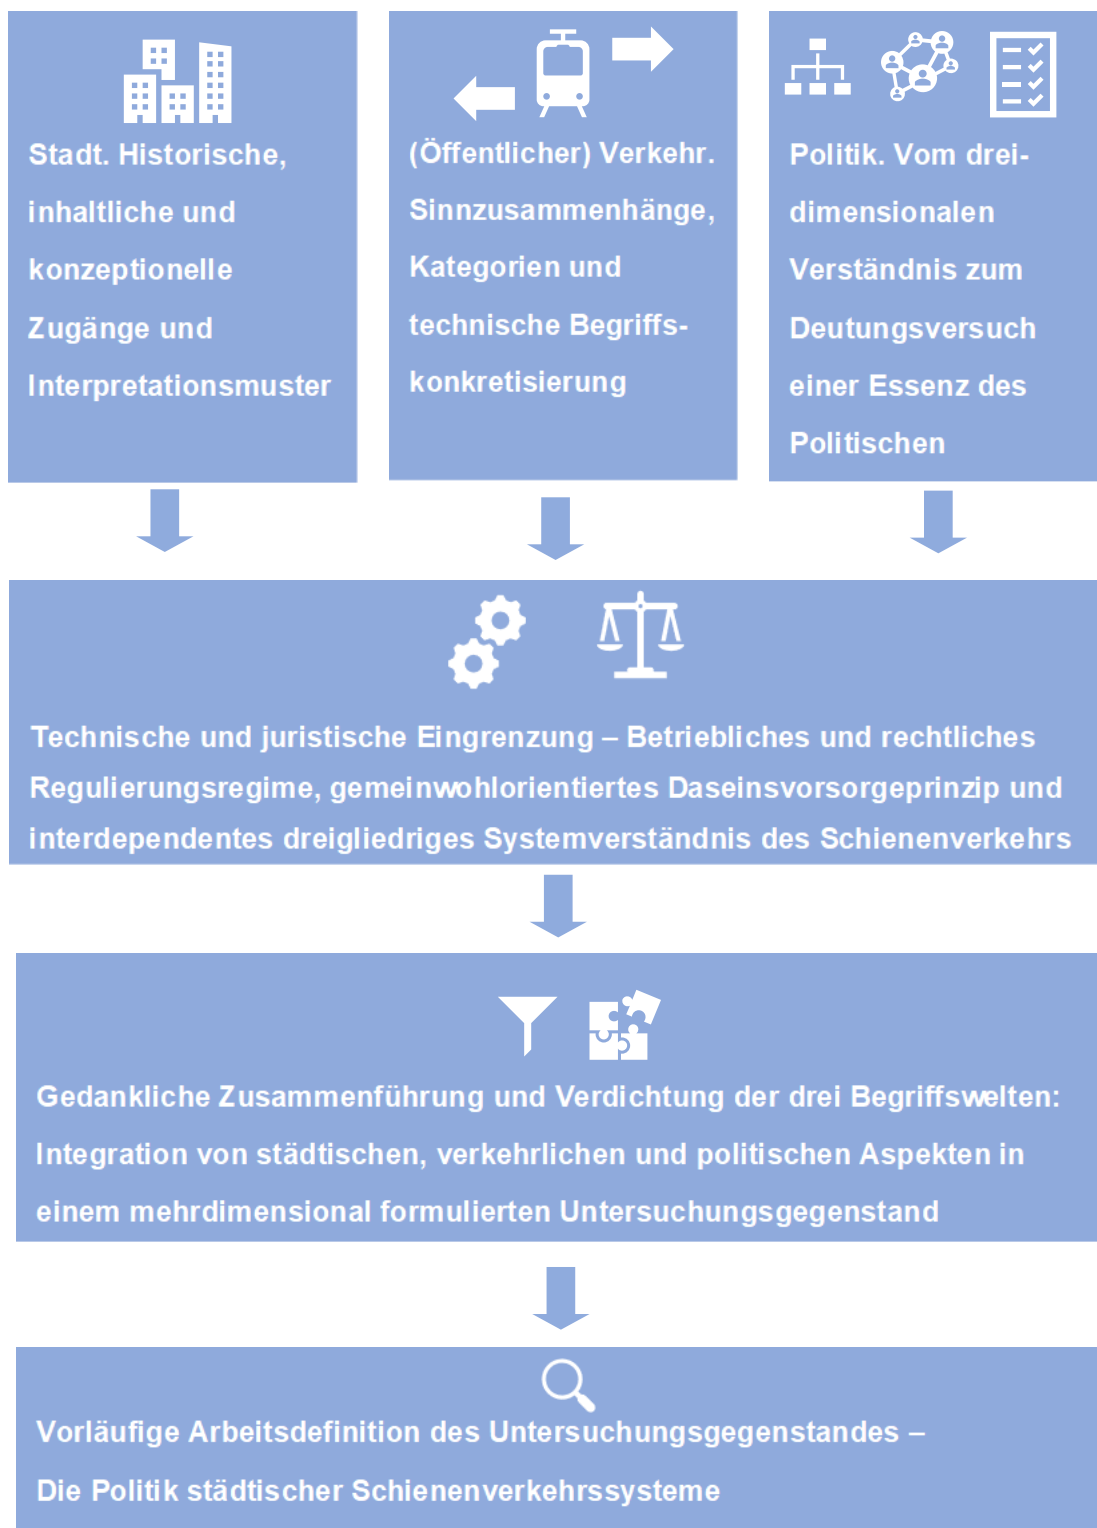 Stadt. Historische,
inhaltliche und
konzeptionelle
Zugänge und
Interpretationsmuster
(Öffentlicher) Verkehr.
Sinnzusammenhänge,
Kategorien und
technische Begriffs-
konkretisierung
Politik. Vom drei-
dimensionalen
Verständnis zum
Deutungsversuch
einer Essenz des
Politischen
Technische und juristische Eingrenzung – Betriebliches und rechtliches
Regulierungsregime, gemeinwohlorientiertes Daseinsvorsorgeprinzip und
interdependentes dreigliedriges Systemverständnis des Schienenverkehrs
Gedankliche Zusammenführung und Verdichtung der drei Begriffswelten:
Integration von städtischen, verkehrlichen und politischen Aspekten in
einem mehrdimensional formulierten Untersuchungsgegenstand
Vorläufige Arbeitsdefinition des Untersuchungsgegenstandes –
Die Politik städtischer Schienenverkehrssysteme